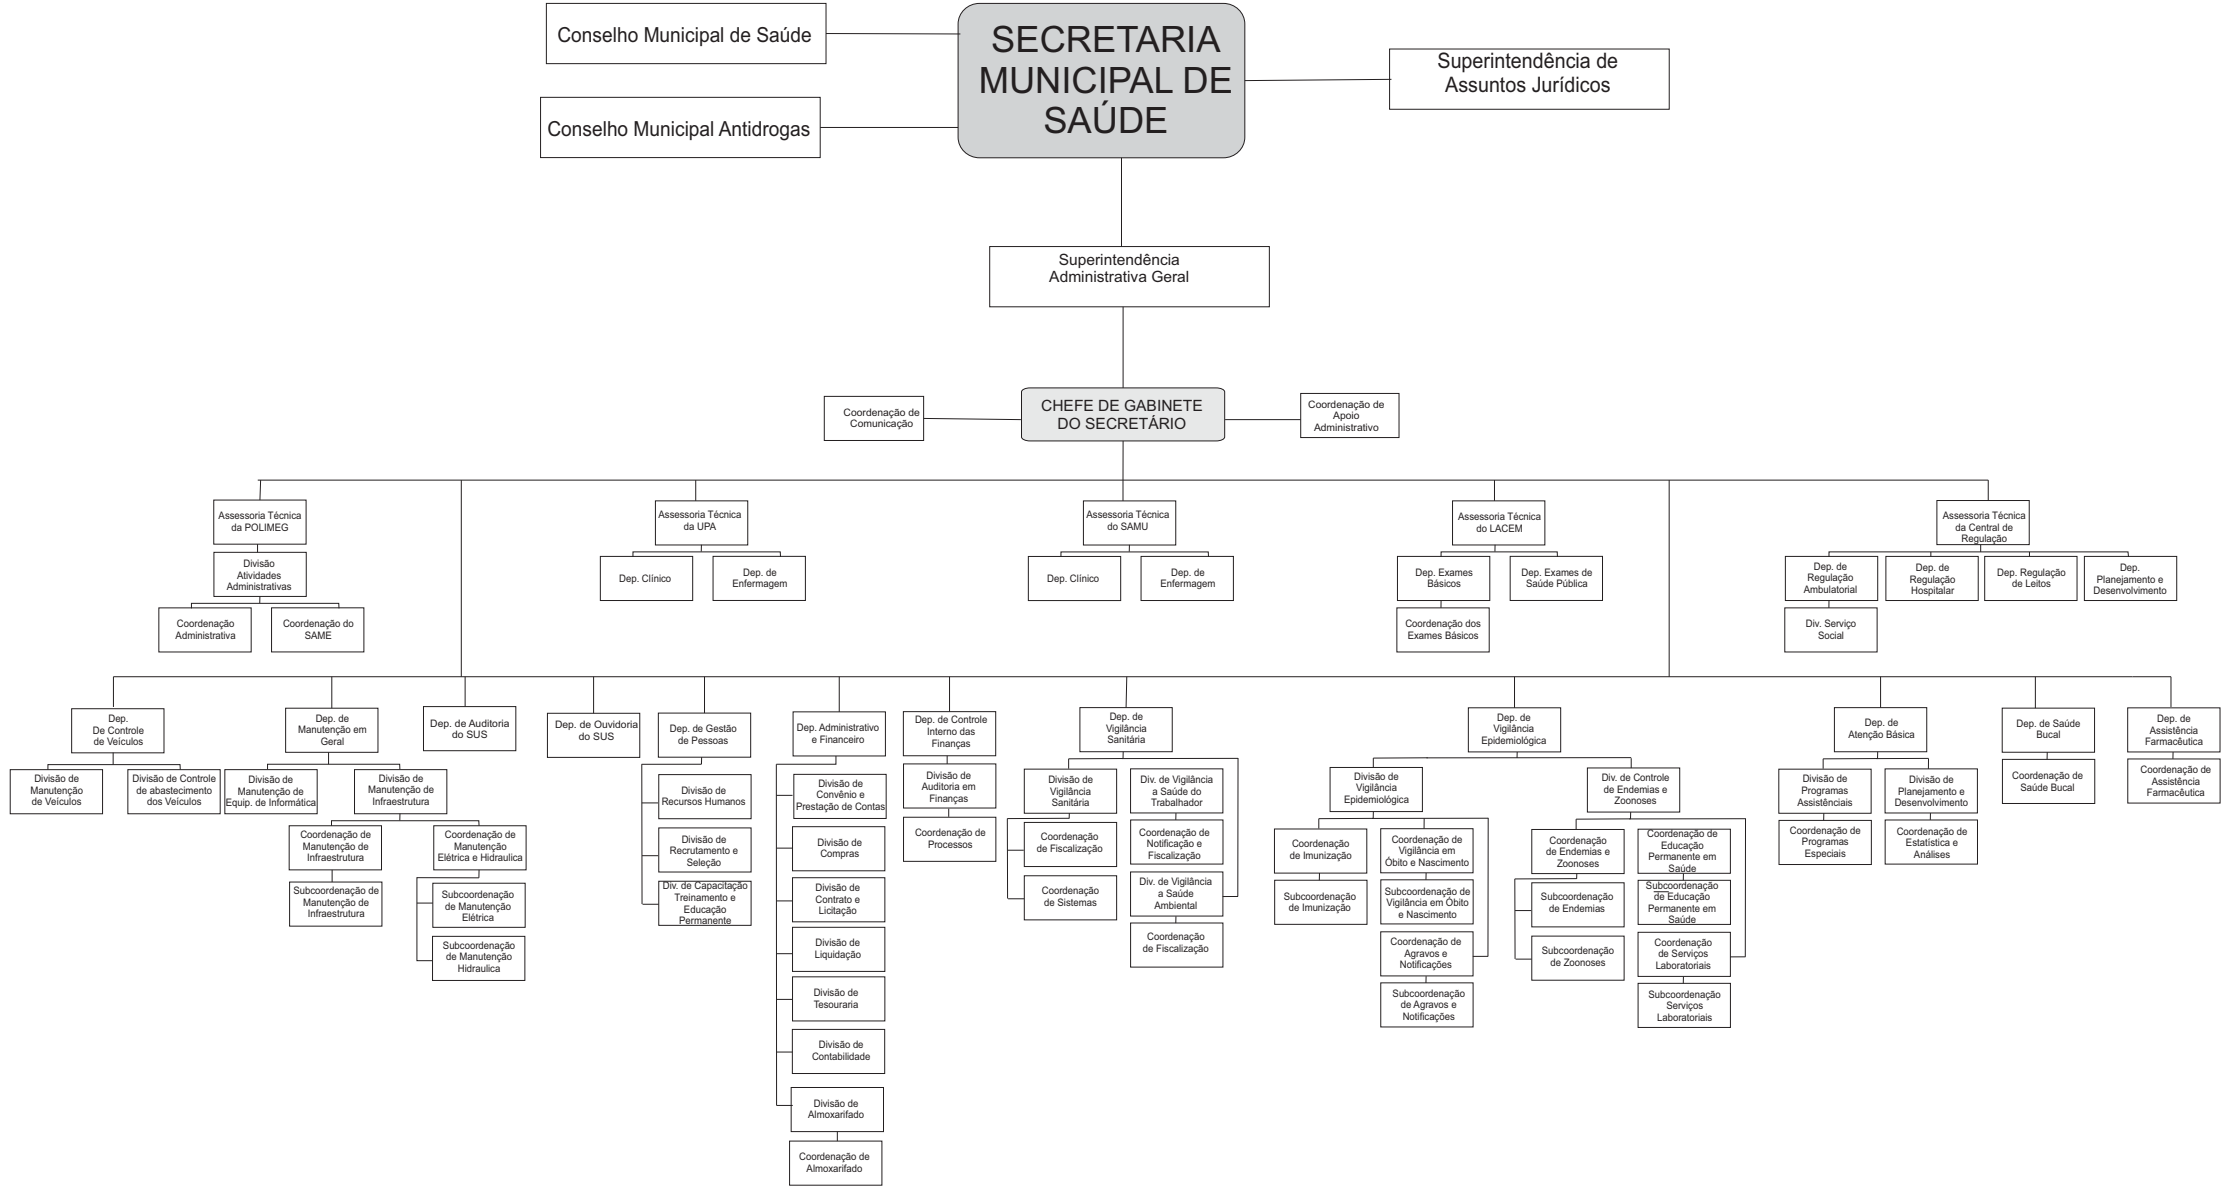 Conselho Municipal de Saúde
SECRETARIA
MUNICIPAL DE
SAÚDE
Superintendência de
Assuntos Jurídicos
Conselho Municipal Antidrogas
Superintendência
Administrativa Geral
Coordenação de
Comunicação
CHEFE DE GABINETE
DO SECRETÁRIO
Coordenação de
Apoio
Administrativo
Assessoria Técnica
da POLIMEG
Divisão
Atividades
Administrativas
Coordenação
Administrativa
Coordenação do
SAME
Assessoria Técnica
da UPA
Dep. Clínico
Dep. de
Enfermagem
Assessoria Técnica
do SAMU
Dep. Clínico
Dep. de
Enfermagem
Assessoria Técnica
do LACEM
Dep. Exames
Básicos
Dep. Exames de
Saúde Pública
Coordenação dos
Exames Básicos
Assessoria Técnica
da Central de
Regulação
Dep. de
Regulação
Ambulatorial
Dep. de
Regulação
Hospitalar
Dep. Regulação
de Leitos
Dep.
Planejamento e
Desenvolvimento
Div. Serviço
Social
Dep.
De Controle
de Veículos
Divisão de
Manutenção
de Veículos
Divisão de Controle
de abastecimento
dos Veículos
Dep. de
Manutenção em
Geral
Divisão de
Manutenção de
Equip. de Informática
Divisão de
Manutenção de
Infraestrutura
Coordenação de
Manutenção de
Infraestrutura
Subcoordenação de
Manutenção de
Infraestrutura
Coordenação de
Manutenção
Elétrica e Hidraulica
Subcoordenação
de Manutenção
Elétrica
Subcoordenação
de Manutenção
Hidraulica
Dep. de Auditoria
do SUS
Dep. de Ouvidoria
do SUS
Dep. de Gestão
de Pessoas
Divisão de
Recursos Humanos
Divisão de
Recrutamento e
Seleção
Div. de Capacitação
Treinamento e
Educação
Permanente
Dep. Administrativo
e Financeiro
Divisão de
Convênio e
Prestação de Contas
Divisão de
Compras
Divisão de
Contrato e
Licitação
Divisão de
Liquidação
Divisão de
Tesouraria
Divisão de
Contabilidade
Divisão de
Almoxarifado
Coordenação de
Almoxarifado
Dep. de Controle
Interno das
Finanças
Divisão de
Auditoria em
Finanças
Coordenação de
Processos
Dep. de
Vigilância
Sanitária
Divisão de
Vigilância
Sanitária
Coordenação
de Fiscalização
Coordenação
de Sistemas
Div. de Vigilância
a Saúde do
Trabalhador
Coordenação de
Notificação e
Fiscalização
Div. de Vigilância
a Saúde
Ambiental
Coordenação
de Fiscalização
Dep. de
Vigilância
Epidemiológica
Divisão de
Vigilância
Epidemiológica
Coordenação
de Imunização
Subcoordenação
de Imunização
Coordenação de
Vigilância em
Óbito e Nascimento
Subcoordenação de
Vigilância em Óbito
e Nascimento
Coordenação de
Agravos e
Notificações
Subcoordenação
de Agravos e
Notificações
Div. de Controle
de Endemias e
Zoonoses
Coordenação
de Endemias e
Zoonoses
Subcoordenação
de Endemias
Subcoordenação
de Zoonoses
Coordenação de
Educação
Permanente em
Saúde
Subcoordenação
de Educação
Permanente em
Saúde
Coordenação
de Serviços
Laboratoriais
Subcoordenação
Serviços
Laboratoriais
Dep. de
Atenção Básica
Divisão de
Programas
Assistênciais
Coordenação de
Programas
Especiais
Divisão de
Planejamento e
Desenvolvimento
Coordenação de
Estatística e
Análises
Dep. de Saúde
Bucal
Coordenação de
Saúde Bucal
Dep. de
Assistência
Farmacêutica
Coordenação de
Assistência
Farmacêutica